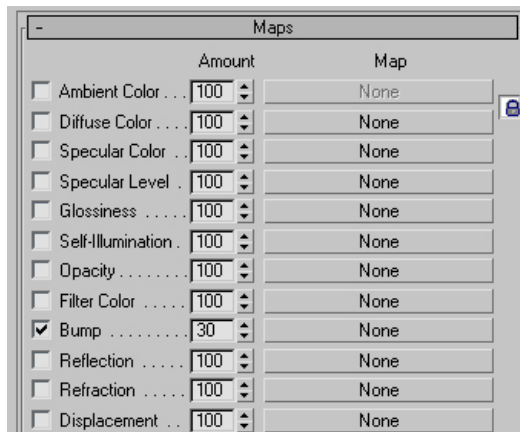 - Maps
Amount Map
Ambient Color . . . 100 None
Diffuse Color . . . . 100 None
Specular Color . . 100 None
Specular Level . 100 None
Glossiness . . . . . 100 None
Self-Illumination . 100 None
Opacity . . . . . . . . 100 None
Filter Color . . . . . 100 None
Bump . . . . . . . . . 30 None
Reflection . . . . . 100 None
Refraction . . . . . 100 None
Displacement . . 100 None